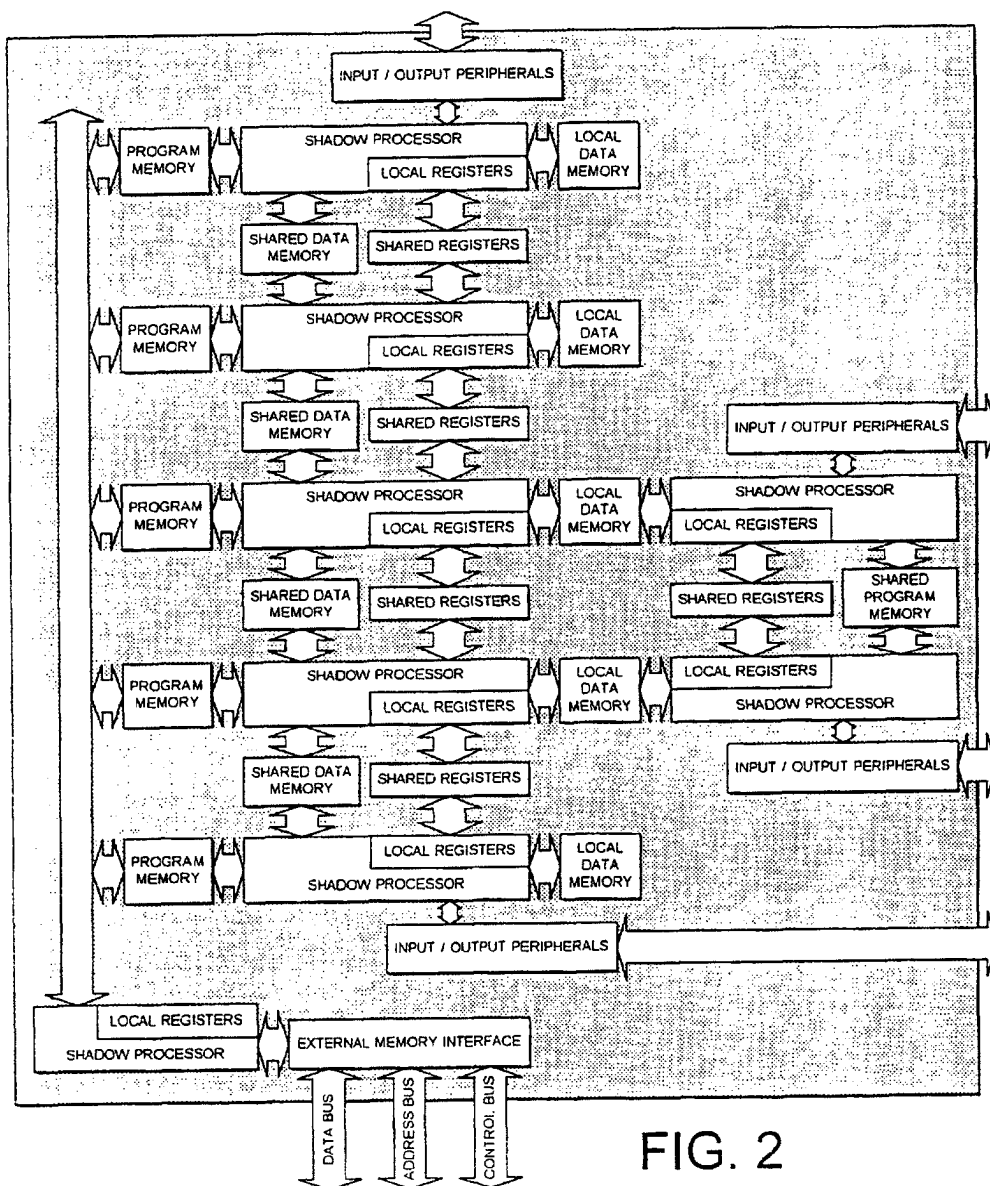 INPUT / OUTPUT PERIPHERALS
PROGRAM
MEMORY
SHADOW PROCESSOR
LOCAL REGISTERS
LOCAL
DATA
MEMORY
SHARED DATA
MEMORY
SHARED REGISTERS
PROGRAM
MEMORY
SHADOW PROCESSOR
LOCAL REGISTERS
LOCAL
DATA
MEMORY
SHARED DATA
MEMORY
SHARED REGISTERS
INPUT / OUTPUT PERIPHERALS
PROGRAM
MEMORY
SHADOW PROCESSOR
LOCAL REGISTERS
LOCAL
DATA
MEMORY
SHADOW PROCESSOR
LOCAL REGISTERS
SHARED DATA
MEMORY
SHARED REGISTERS
SHARED REGISTERS
SHARED
PROGRAM
MEMORY
PROGRAM
MEMORY
SHADOW PROCESSOR
LOCAL REGISTERS
LOCAL
DATA
MEMORY
LOCAL REGISTERS
SHADOW PROCESSOR
SHARED DATA
MEMORY
SHARED REGISTERS
INPUT / OUTPUT PERIPHERALS
PROGRAM
MEMORY
LOCAL REGISTERS
SHADOW PROCESSOR
LOCAL
DATA
MEMORY
INPUT / OUTPUT PERIPHERALS
LOCAL REGISTERS
SHADOW PROCESSOR
EXTERNAL MEMORY INTERFACE
DATA BUS
ADDRESS BUS
CONTROL BUS
FIG. 2